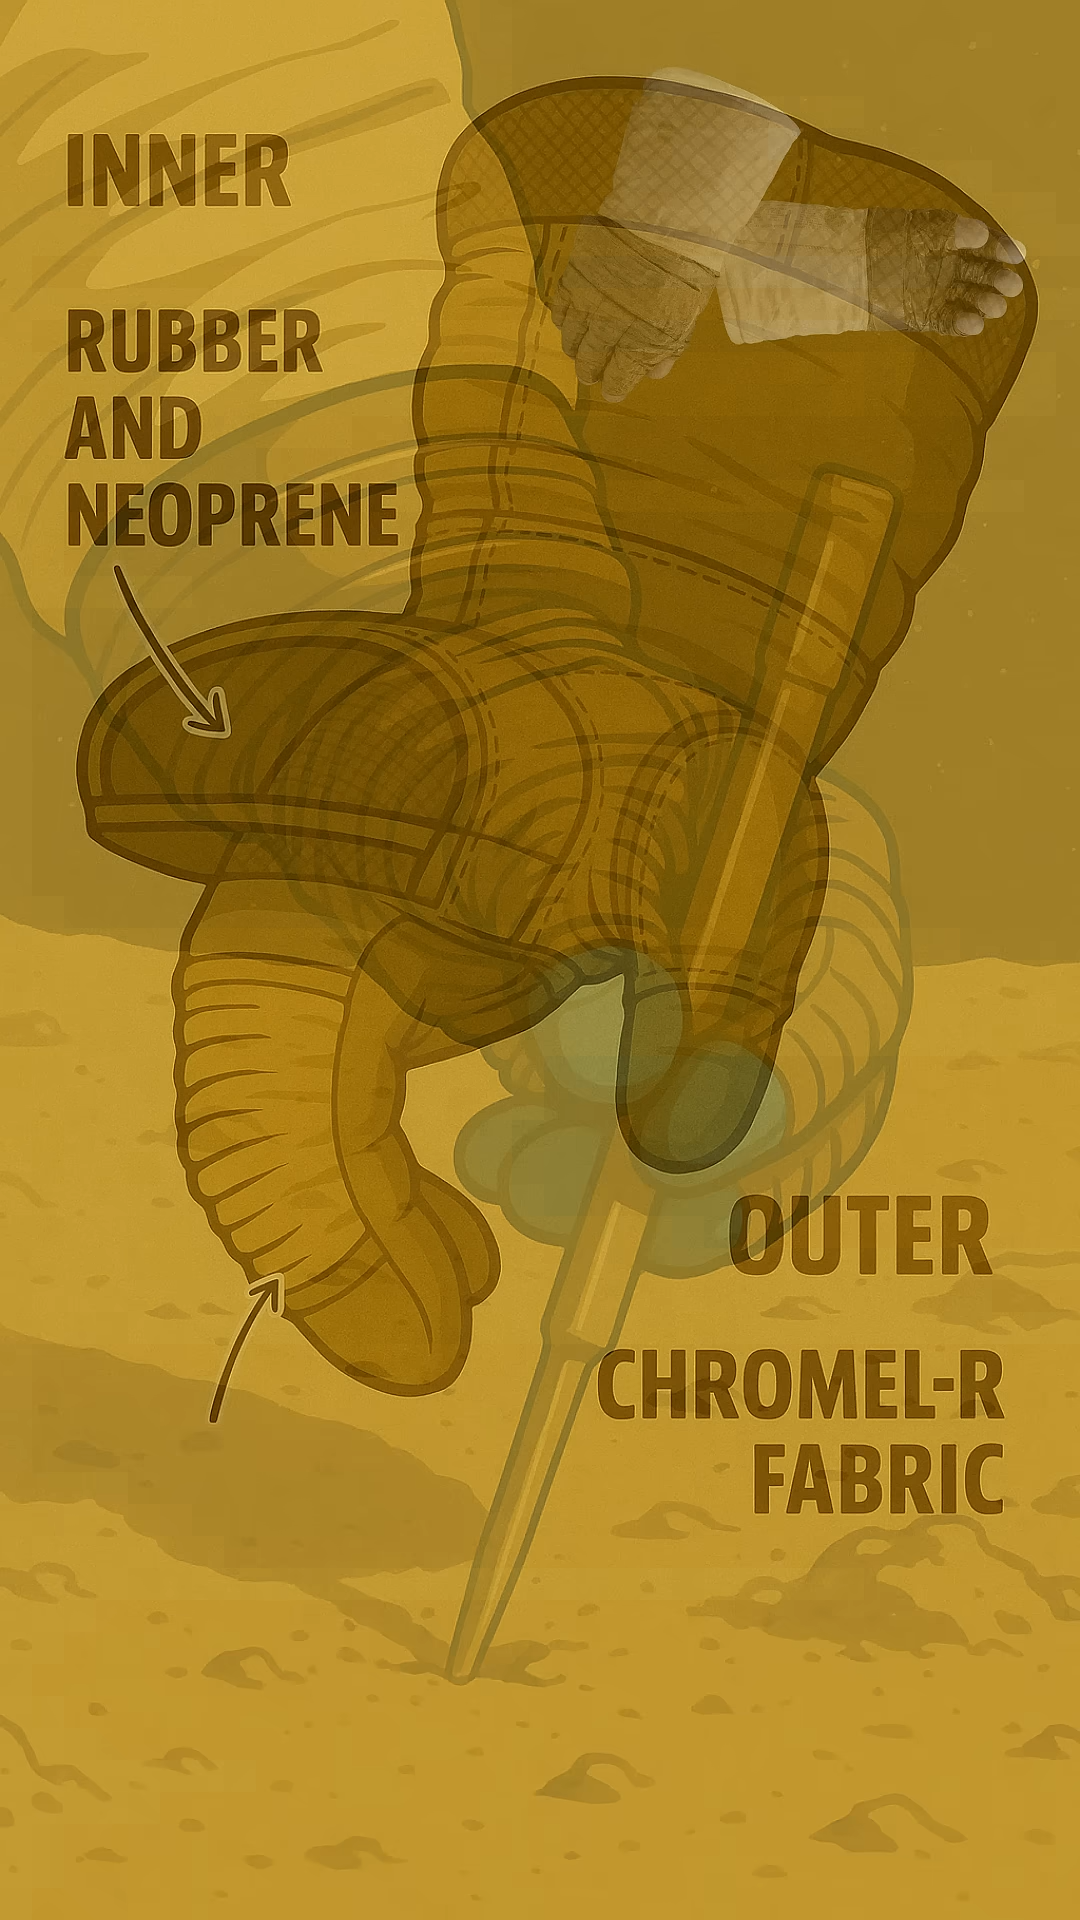 INNER
RUBBER
AND
NEOPRENE
OUTER
CHROMEL-R
FABRIC